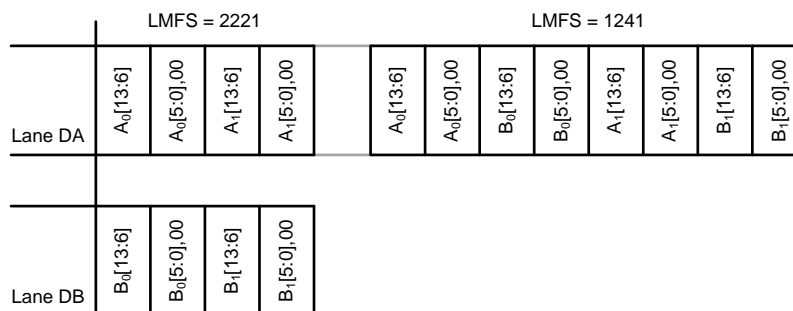 LMFS = 2221
LMFS = 1241
Lane DA
A₀[13:6]
A₀[5:0],00
A₁[13:6]
A₁[5:0],00
A₀[13:6]
A₀[5:0],00
B₀[13:6]
B₀[5:0],00
A₁[13:6]
A₁[5:0],00
B₁[13:6]
B₁[5:0],00
Lane DB
B₀[13:6]
B₀[5:0],00
B₁[13:6]
B₁[5:0],00